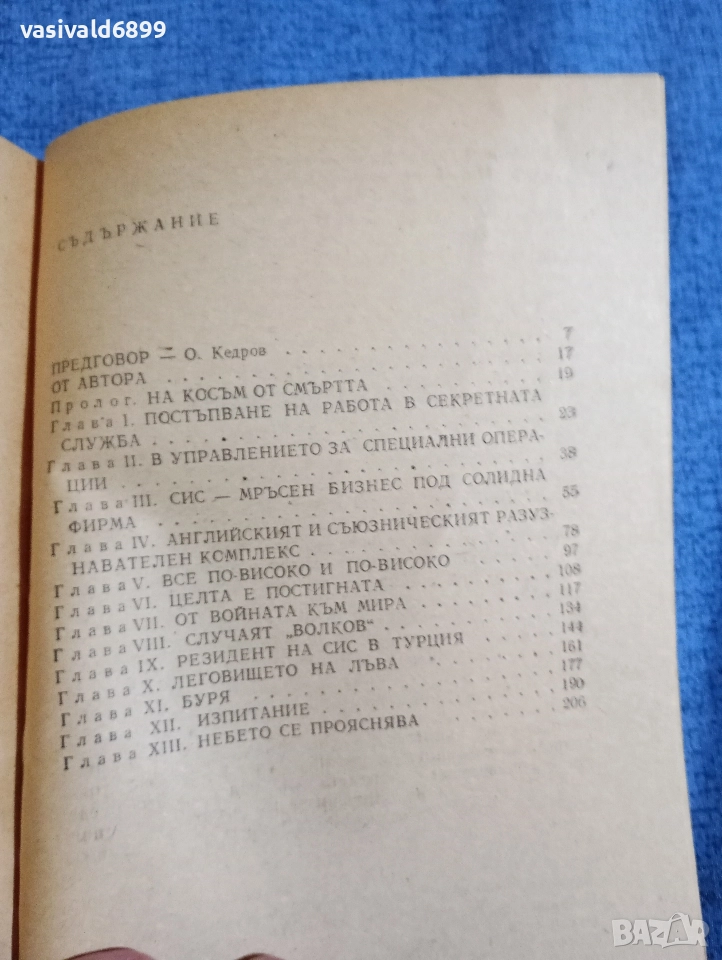 vasivald6899
СЪДЪРЖАНИЕ
ПРЕДГОВОР — О. Кедров . . . . . . . . . . . . 7
ОТ АВТОРА . . . . . . . . . . . . . . . . . 17
Пролог. НА КОСЪМ ОТ СМЪРТТА . . . . . . . . 19
Глава I. ПОСТЪПВАНЕ НА РАБОТА В СЕКРЕТНАТА
СЛУЖБА . . . . . . . . . . . . . . . . . . 23
Глава II. В УПРАВЛЕНИЕТО ЗА СПЕЦИАЛНИ ОПЕРА-
ЦИИ . . . . . . . . . . . . . . . . . . . 38
Глава III. СИС — МРЪСЕН БИЗНЕС ПОД СОЛИДНА
ФИРМА . . . . . . . . . . . . . . . . . . 55
Глава IV. АНГЛИЙСКИЯТ И СЪЮЗНИЧЕСКИЯТ РАЗУЗ-
НАВАТЕЛЕН КОМПЛЕКС . . . . . . . . . . . 78
Глава V. ВСЕ ПО-ВИСОКО И ПО-ВИСОКО . . . . . 97
Глава VI. ЦЕЛТА Е ПОСТИГНАТА . . . . . . . . 108
Глава VII. ОТ ВОЙНАТА КЪМ МИРА . . . . . . . 117
Глава VIII. СЛУЧАЯТ „ВОЛКОВ“ . . . . . . . . 134
Глава IX. РЕЗИДЕНТ НА СИС В ТУРЦИЯ . . . . . 144
Глава X. ЛЕГОВИЩЕТО НА ЛЪВА . . . . . . . . 161
Глава XI. БУРЯ . . . . . . . . . . . . . . 177
Глава XII. ИЗПИТАНИЕ . . . . . . . . . . . 190
Глава XIII. НЕБЕТО СЕ ПРОЯСНЯВА . . . . . . 206
BAZAR